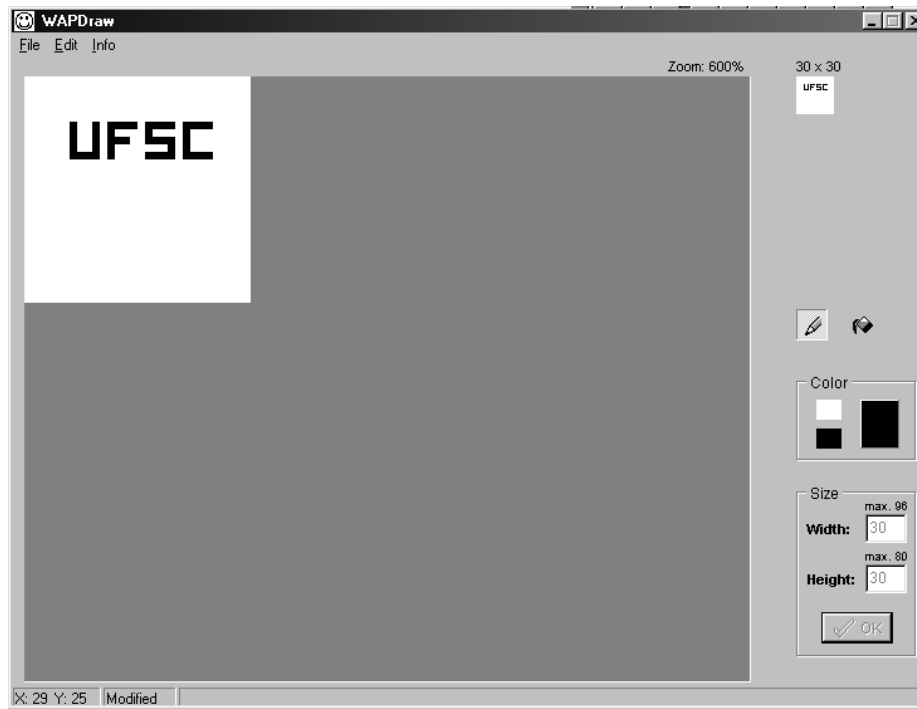 WAPDraw
File Edit Info
Zoom: 600%
30 x 30
UFSC
UFSC
Color
Size
max. 96
Width: 30
max. 80
Height: 30
OK
X: 29 Y: 25 Modified